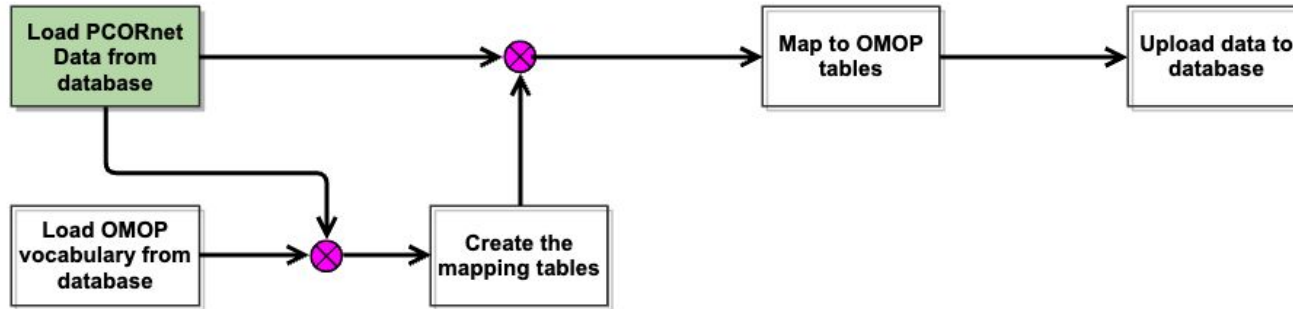 Load PCORnet
Data from
database
Map to OMOP
tables
Upload data to
database
Load OMOP
vocabulary from
database
Create the
mapping tables